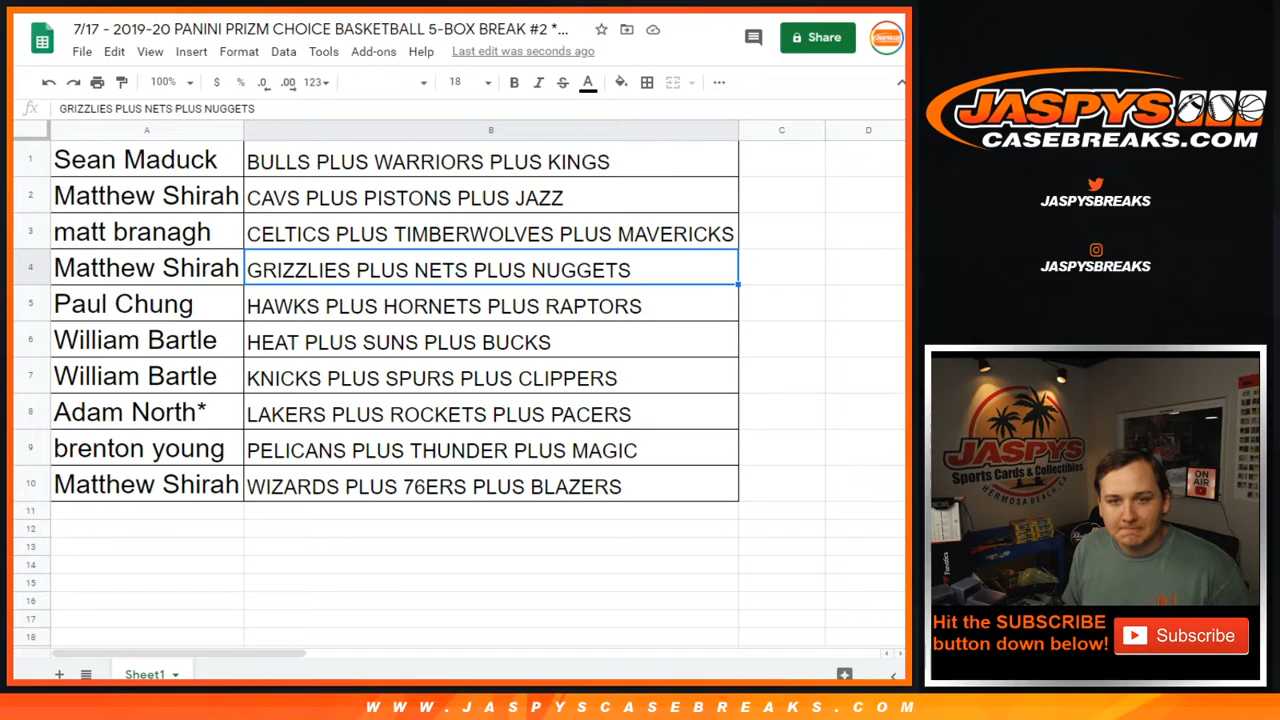 7/17 - 2019-20 PANINI PRIZM CHOICE BASKETBALL 5-BOX BREAK #2 *...
Share
File Edit View Insert Format Data Tools Add-ons Help Last edit was seconds ago
100% $ % .0 .00 123 18 B I S A
fx GRIZZLIES PLUS NETS PLUS NUGGETS
A B C D
1 Sean Maduck BULLS PLUS WARRIORS PLUS KINGS
2 Matthew Shirah CAVS PLUS PISTONS PLUS JAZZ
3 matt branagh CELTICS PLUS TIMBERWOLVES PLUS MAVERICKS
4 Matthew Shirah GRIZZLIES PLUS NETS PLUS NUGGETS
5 Paul Chung HAWKS PLUS HORNETS PLUS RAPTORS
6 William Bartle HEAT PLUS SUNS PLUS BUCKS
7 William Bartle KNICKS PLUS SPURS PLUS CLIPPERS
8 Adam North* LAKERS PLUS ROCKETS PLUS PACERS
9 brenton young PELICANS PLUS THUNDER PLUS MAGIC
10 Matthew Shirah WIZARDS PLUS 76ERS PLUS BLAZERS
11
12
13
14
15
16
17
18
Sheet1
JASPYS
CASEBREAKS.COM
JASPYSBREAKS
JASPYSBREAKS
JASPYS
Sports Cards & Collectibles
HERMOSA BEACH, CA
ON AIR
Fanatics
Hit the SUBSCRIBE
button down below!
Subscribe
WWW.JASPYSCASEBREAKS.COM